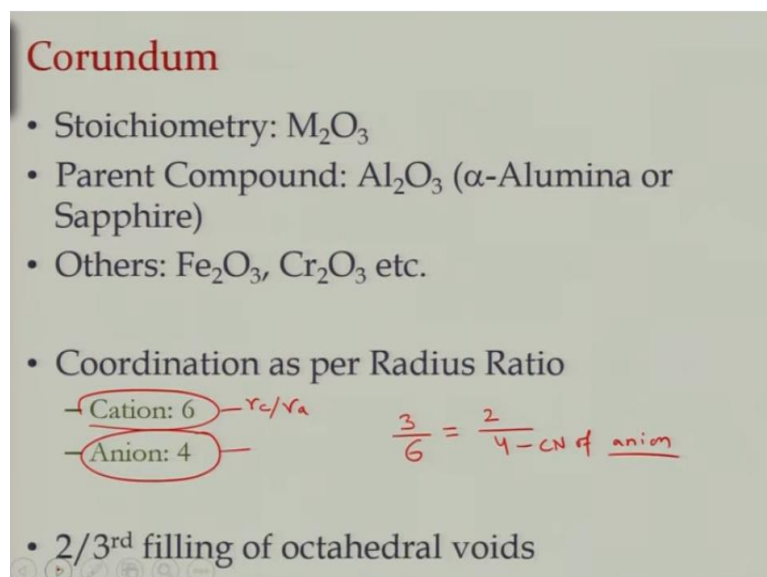 Corundum
• Stoichiometry: M₂O₃
• Parent Compound: Al₂O₃ (α-Alumina or
Sapphire)
• Others: Fe₂O₃, Cr₂O₃ etc.
• Coordination as per Radius Ratio
– Cation: 6 – rc/ra
– Anion: 4
3/6 = 2/4 – CN of anion
• 2/3rd filling of octahedral voids